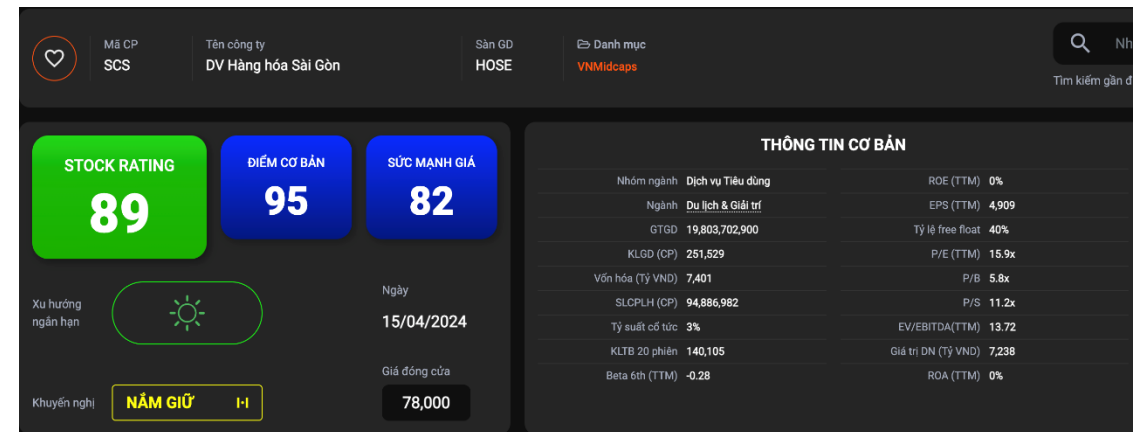 Mã CP
SCS
Tên công ty
DV Hàng hóa Sài Gòn
Sàn GD
HOSE
Danh mục
VNMidcaps
Tìm kiếm gần
STOCK RATING
89
ĐIỂM CƠ BẢN
95
SỨC MẠNH GIÁ
82
Xu hướng
ngắn hạn
Ngày
15/04/2024
Giá đóng cửa
78,000
Khuyến nghị
NẮM GIỮ
THÔNG TIN CƠ BẢN
Nhóm ngành Dịch vụ Tiêu dùng
Ngành Du lịch & Giải trí
GTGD 19,803,702,900
KLGD (CP) 251,529
Vốn hóa (Tỷ VND) 7,401
SLCPLH (CP) 94,886,982
Tỷ suất cổ tức 3%
KLTB 20 phiên 140,105
Beta 6th (TTM) -0.28
ROE (TTM) 0%
EPS (TTM) 4,909
Tỷ lệ free float 40%
P/E (TTM) 15.9x
P/B 5.8x
P/S 11.2x
EV/EBITDA(TTM) 13.72
Giá trị DN (Tỷ VND) 7,238
ROA (TTM) 0%